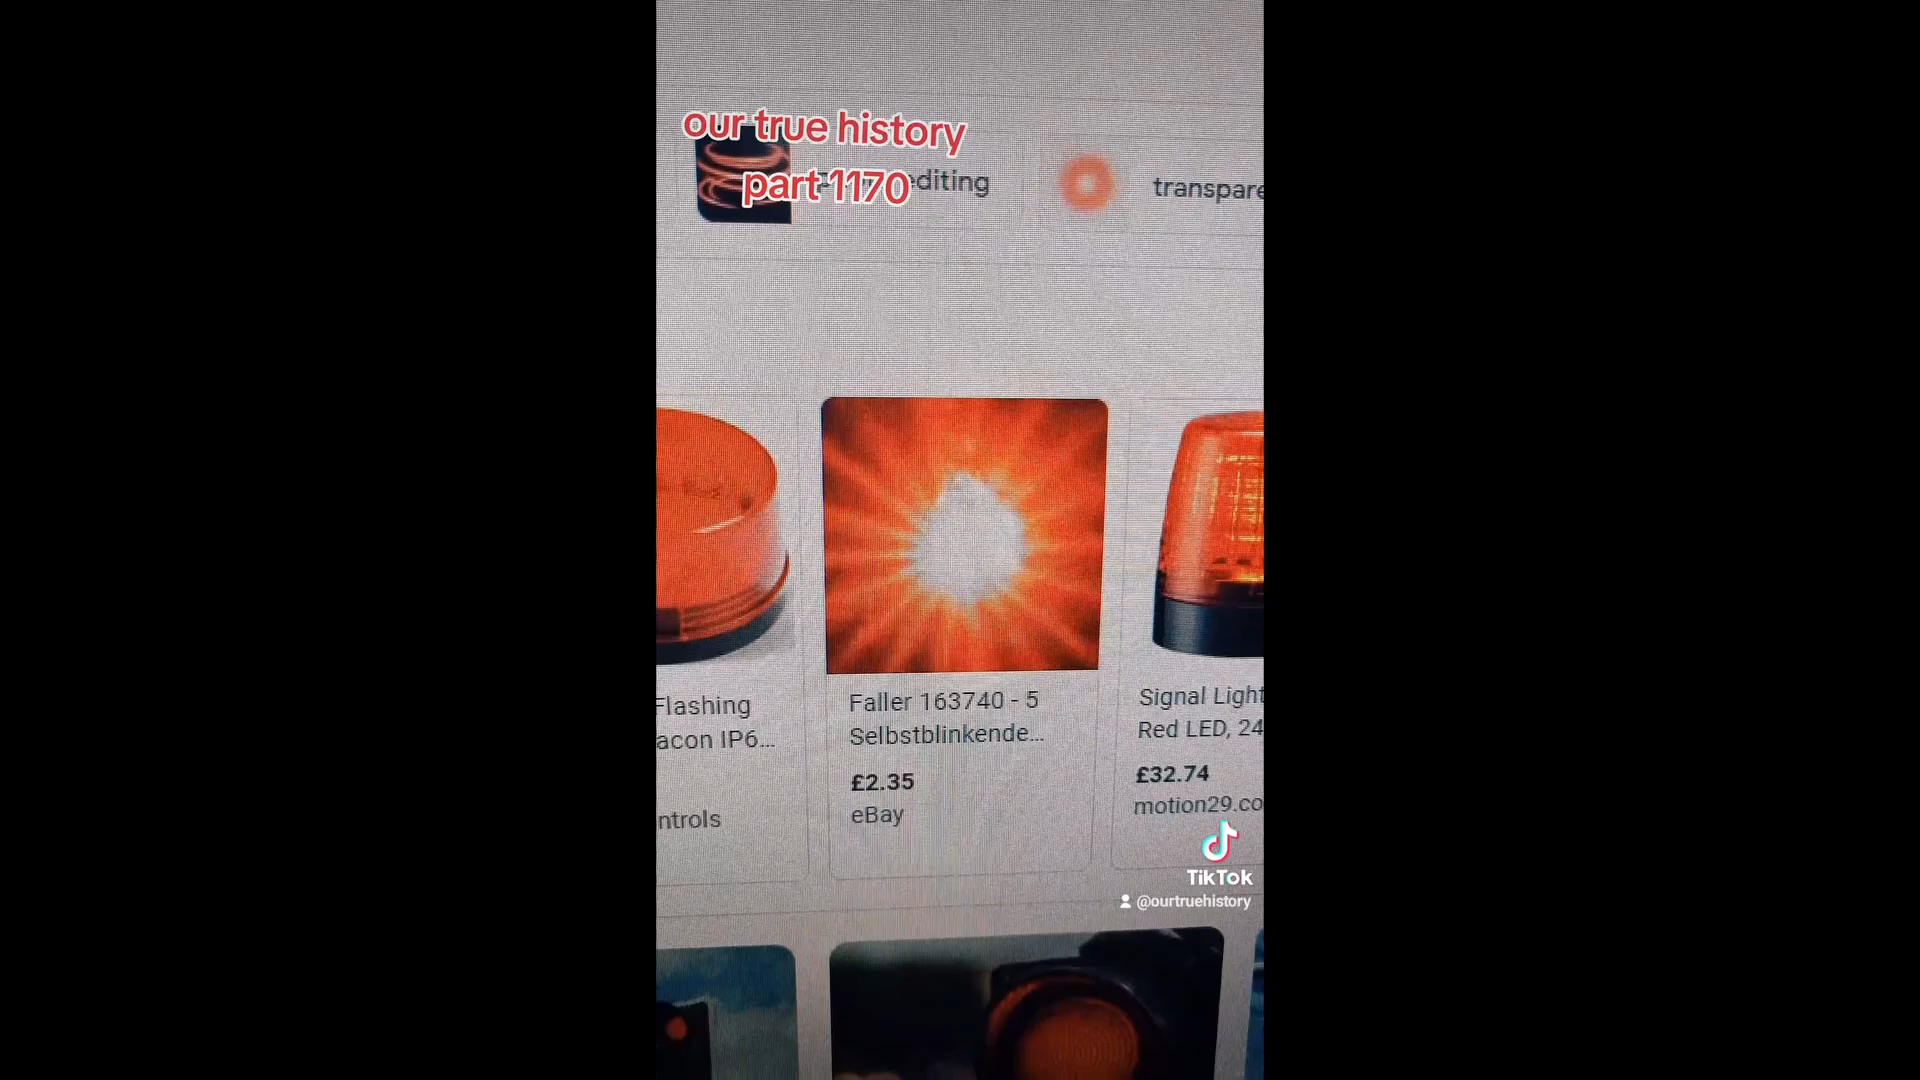 our true history
part 1170
editing
transpare
Flashing
acon IP6...
ntrols
Faller 163740 - 5
Selbstblinkende...
£2.35
eBay
Signal Light
Red LED, 24
£32.74
motion29.co
TikTok
@ourtruehistory